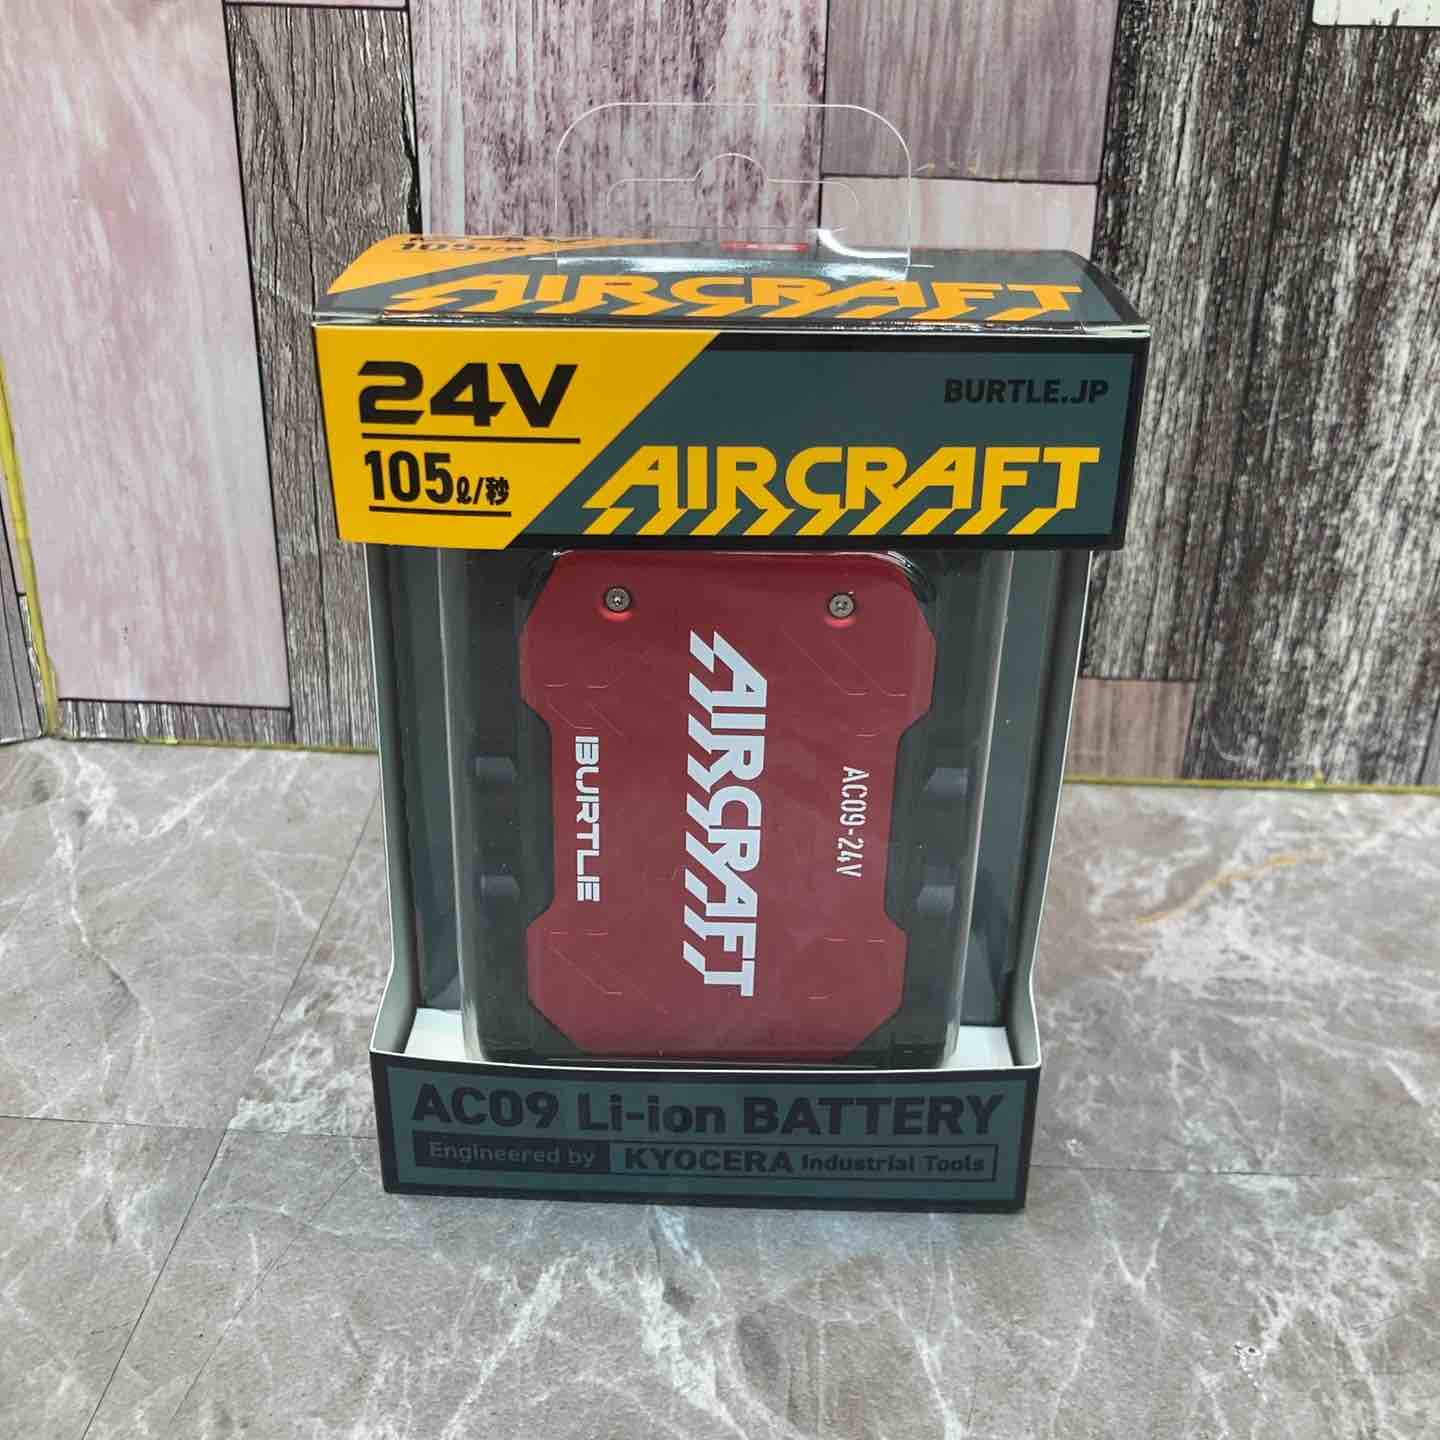 105
AIRCRAFT
24V
105ℓ/秒
BURTLE.JP
AIRCRAFT
AIRCRAFT
BURTLE
AC09-24V
AC09 Li-ion BATTERY
Engineered by KYOCERA Industrial Tools